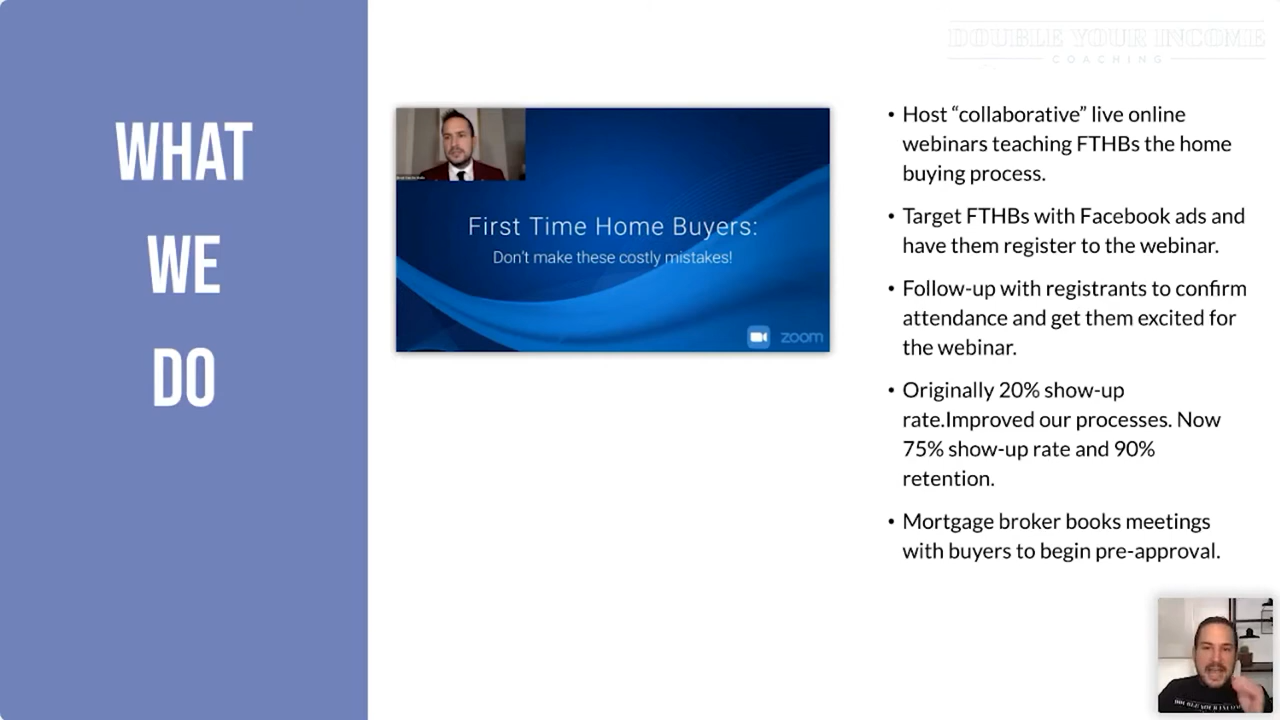 DOUBLE YOUR INCOME
COACHING
WHAT
WE
DO
First Time Home Buyers:
Don't make these costly mistakes!
zoom
• Host “collaborative” live online
webinars teaching FTHBs the home
buying process.
• Target FTHBs with Facebook ads and
have them register to the webinar.
• Follow-up with registrants to confirm
attendance and get them excited for
the webinar.
• Originally 20% show-up
rate.Improved our processes. Now
75% show-up rate and 90%
retention.
• Mortgage broker books meetings
with buyers to begin pre-approval.